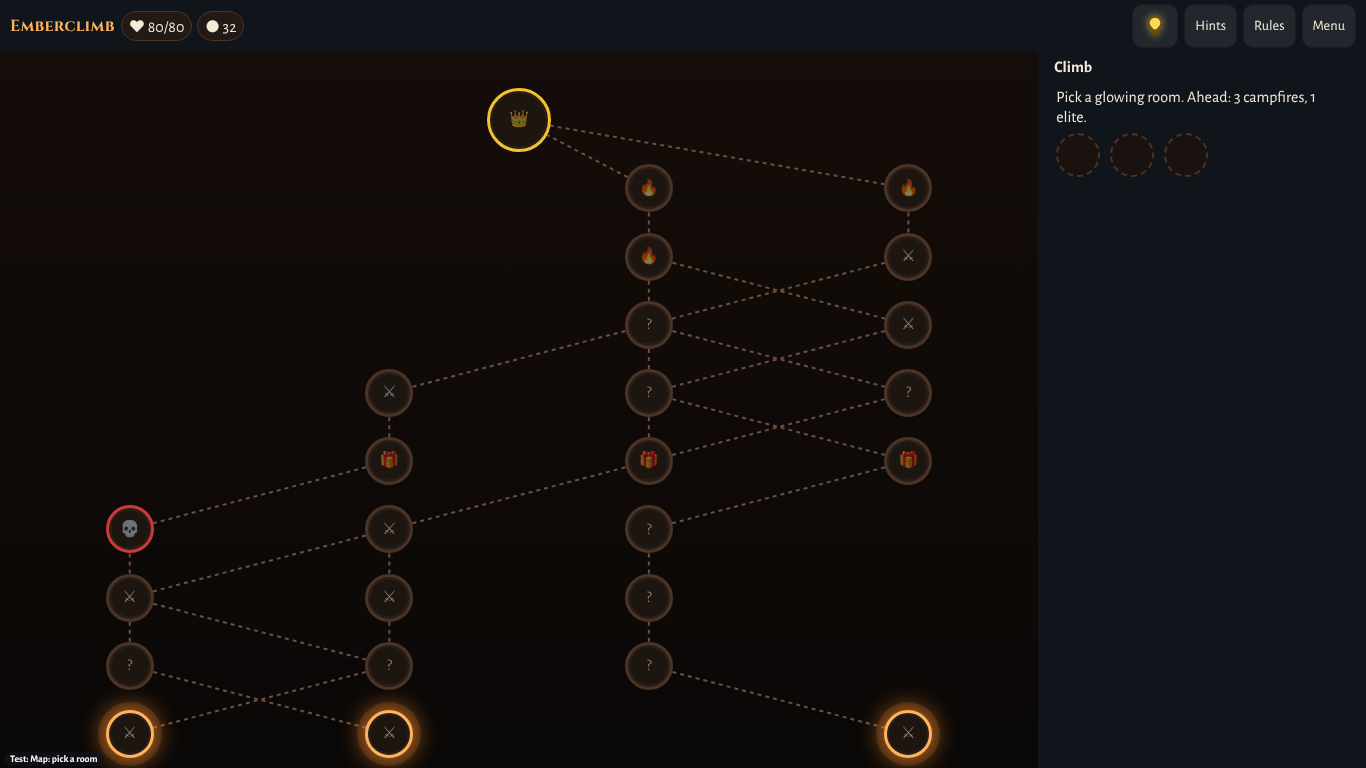 EMBERCLIMB
80/80
32
Hints
Rules
Menu
Climb
Pick a glowing room. Ahead: 3 campfires, 1
elite.
?
?
?
?
?
?
?
?
Test: Map: pick a room